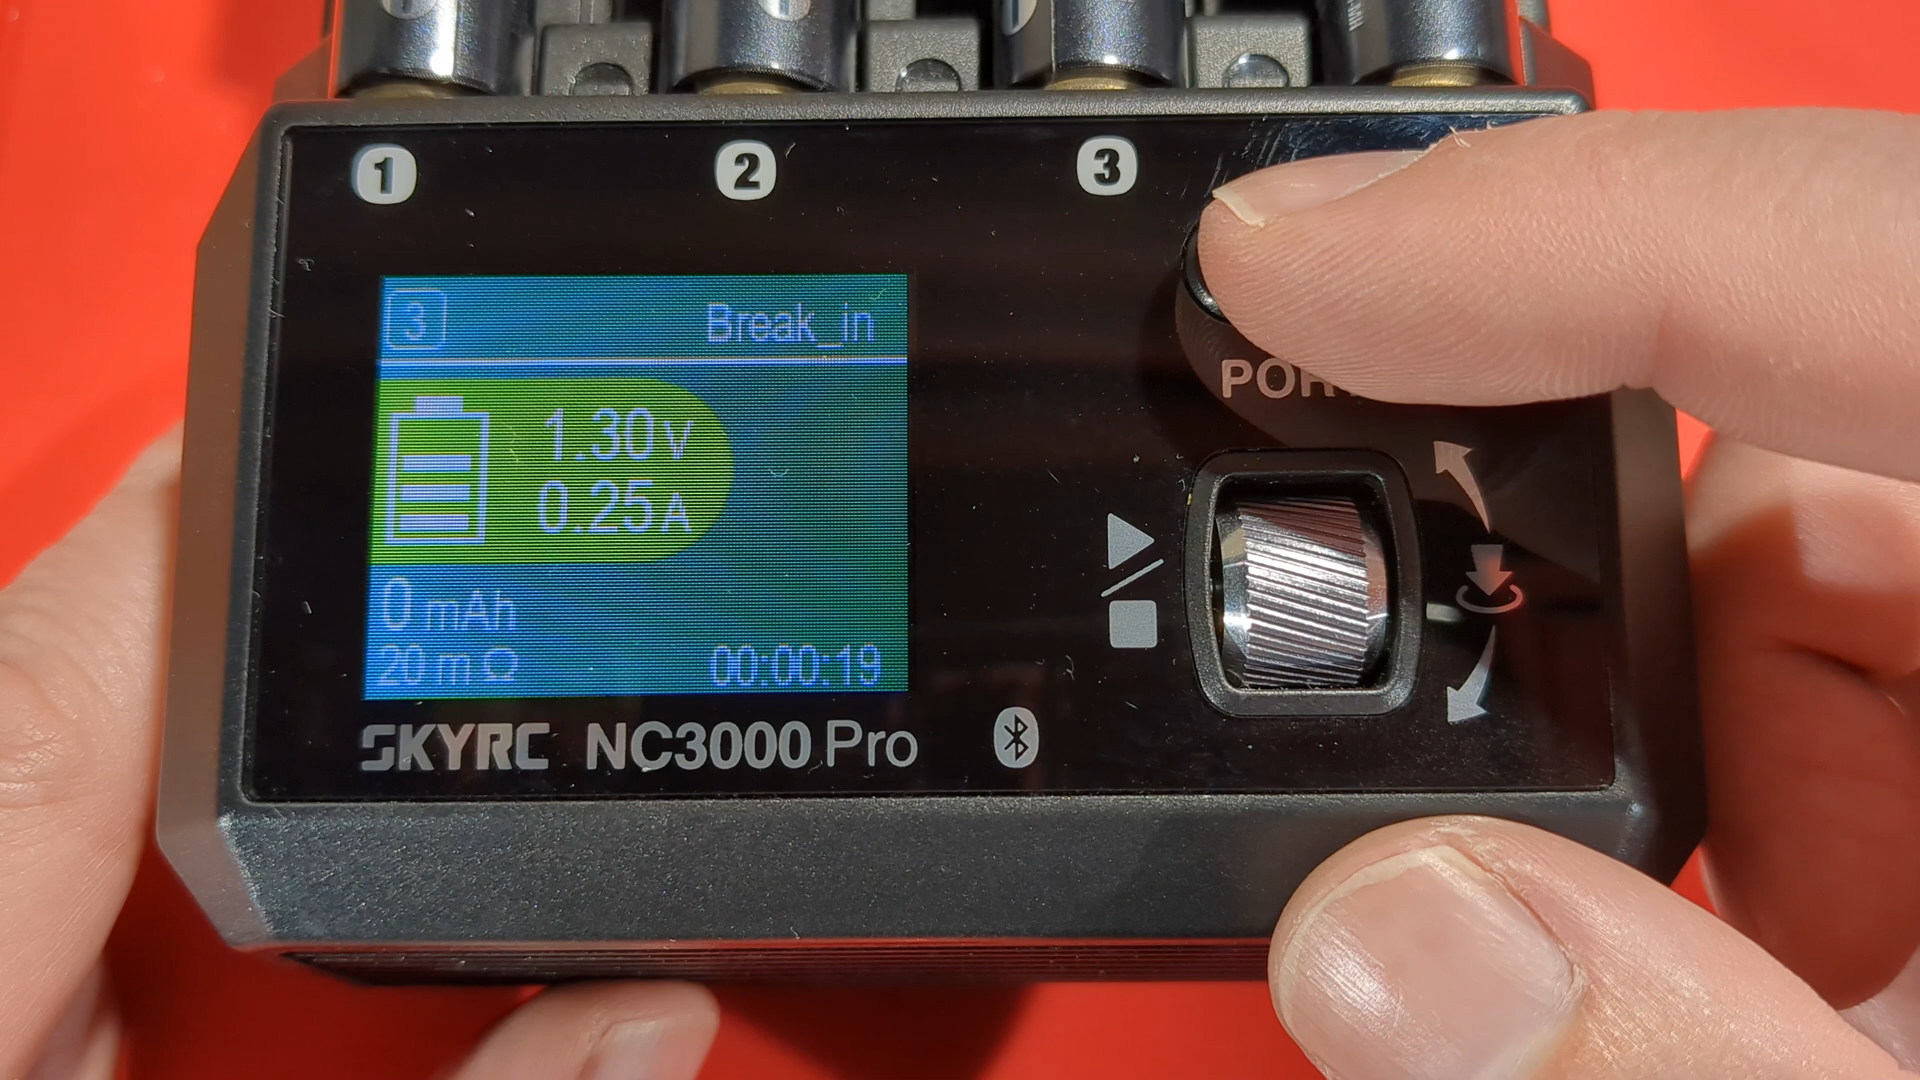 1
2
3
3
Break_in
1.30V
0.25A
0 mAh
20 mΩ
00:00:19
SKYRC NC3000 Pro